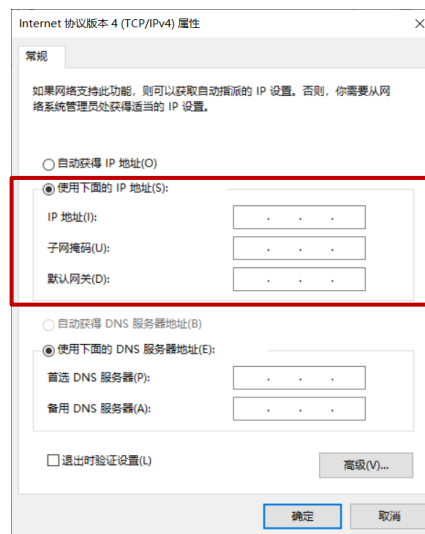 Internet 协议版本 4 (TCP/IPv4) 属性
常规
如果网络支持此功能，则可以获取自动指派的 IP 设置。否则，你需要从网
络系统管理员处获得适当的 IP 设置。
自动获得 IP 地址(O)
使用下面的 IP 地址(S):
IP 地址(I):
子网掩码(U):
默认网关(D):
自动获得 DNS 服务器地址(B)
使用下面的 DNS 服务器地址(E):
首选 DNS 服务器(P):
备用 DNS 服务器(A):
退出时验证设置(L)
高级(V)...
确定 取消